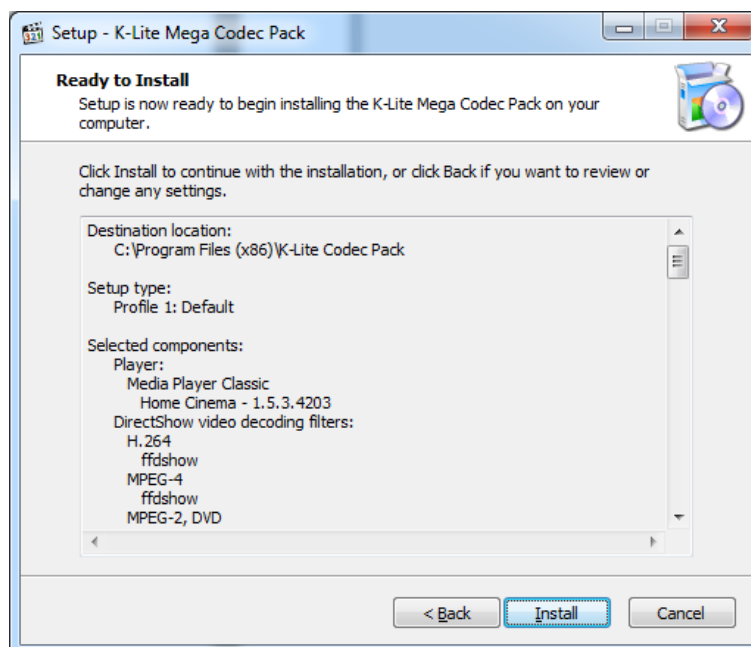 Setup - K-Lite Mega Codec Pack
Ready to Install
Setup is now ready to begin installing the K-Lite Mega Codec Pack on your
computer.
Click Install to continue with the installation, or click Back if you want to review or
change any settings.
Destination location:
C:\Program Files (x86)\K-Lite Codec Pack
Setup type:
Profile 1: Default
Selected components:
Player:
Media Player Classic
Home Cinema - 1.5.3.4203
DirectShow video decoding filters:
H.264
ffdshow
MPEG-4
ffdshow
MPEG-2, DVD
< Back
Install
Cancel